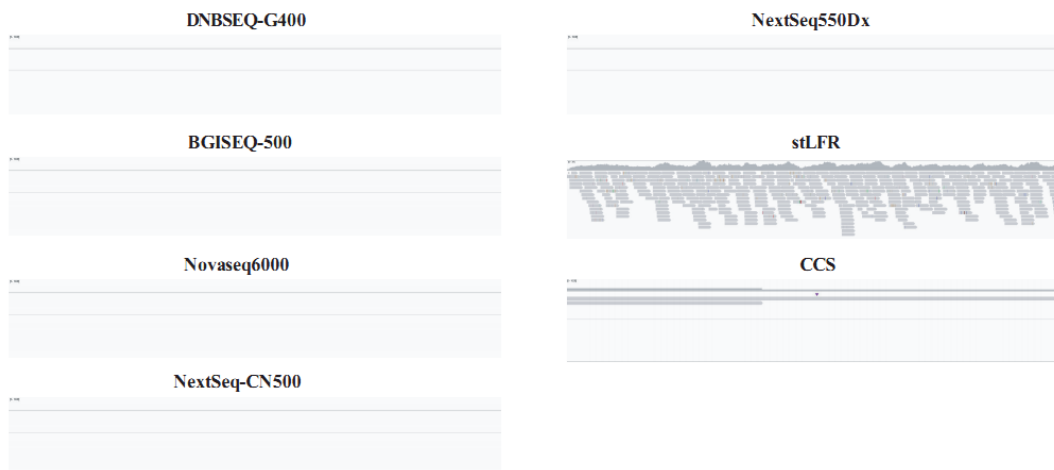 DNBSEQ-G400
NextSeq550Dx
BGISEQ-500
stLFR
Novaseq6000
CCS
NextSeq-CN500